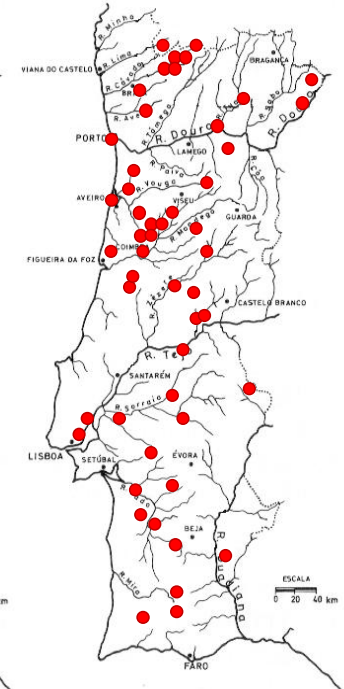 R. Minho
R. Lima
VIANA DO CASTELO
R. Cávado
BR
R. Ave
R. Tâmega
BRAGANÇA
R. Sabor
R. Douro
PORTO
R. Douro
LAMEGO
R. Paiva
R. Vouga
R. Côa
AVEIRO
VISEU
GUARDA
R. Mondego
COIMBRA
FIGUEIRA DA FOZ
R. Zêzere
CASTELO BRANCO
R. Tejo
SANTARÉM
R. Sorraia
LISBOA
SETÚBAL
ÉVORA
R. Sado
BEJA
R. Guadiana
R. Mira
ESCALA
0 20 40 km
m
FARO